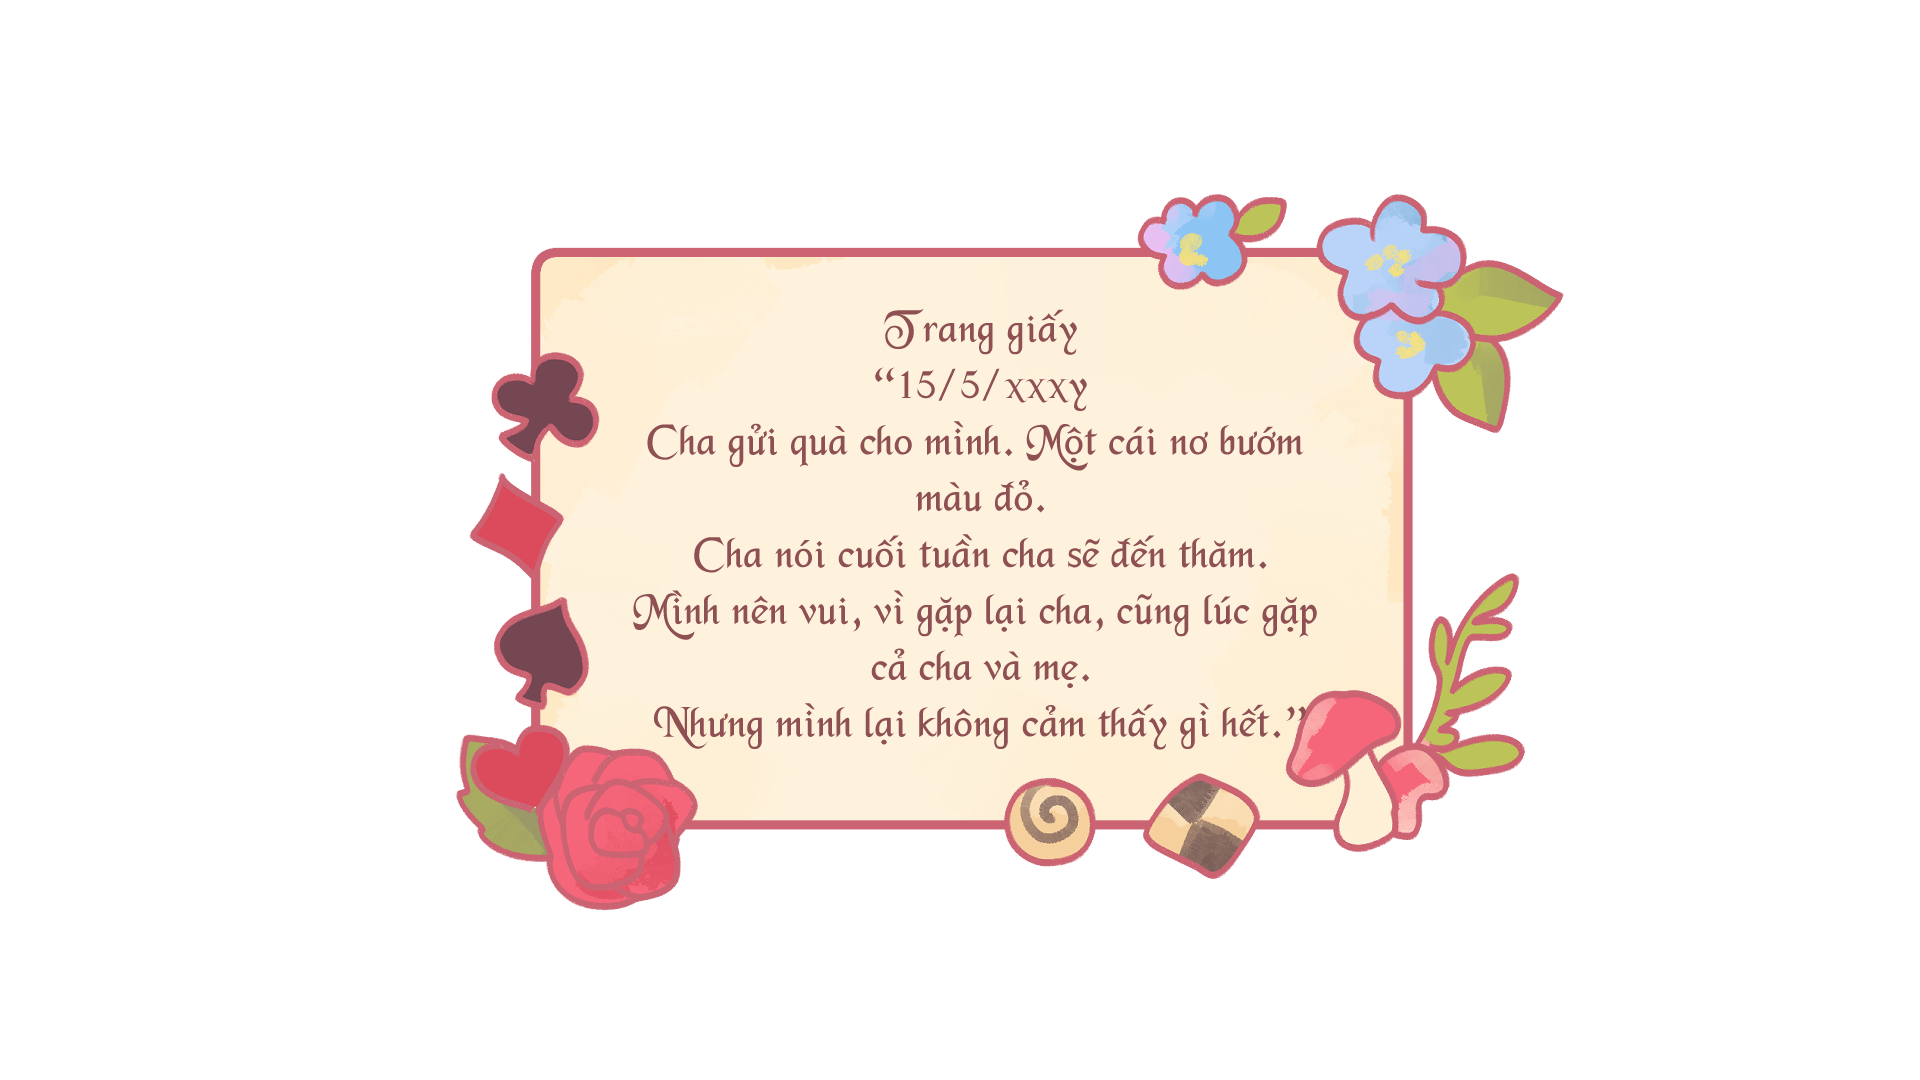 Trang giấy
“15/5/xxxy
Cha gửi quà cho mình. Một cái nơ bướm
màu đỏ.
Cha nói cuối tuần cha sẽ đến thăm.
Mình nên vui, vì gặp lại cha, cũng lúc gặp
cả cha và mẹ.
Nhưng mình lại không cảm thấy gì hết.”